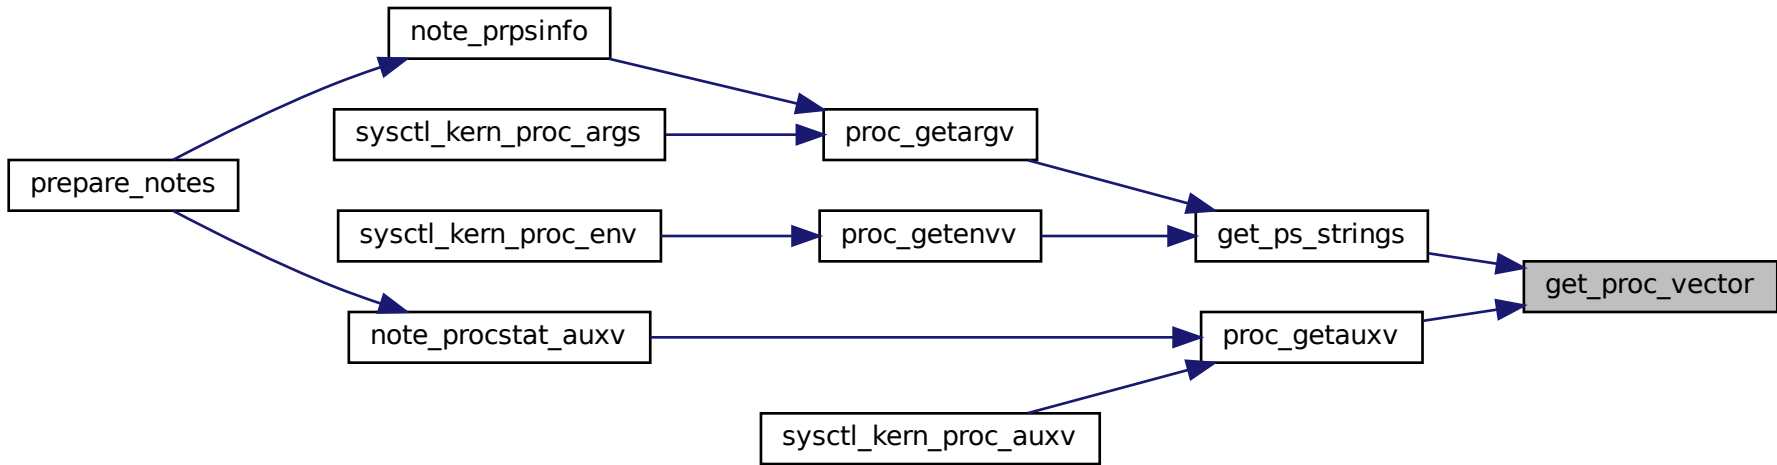 note_prpsinfo
sysctl_kern_proc_args
proc_getargv
prepare_notes
sysctl_kern_proc_env
proc_getenvv
get_ps_strings
get_proc_vector
note_procstat_auxv
proc_getauxv
sysctl_kern_proc_auxv